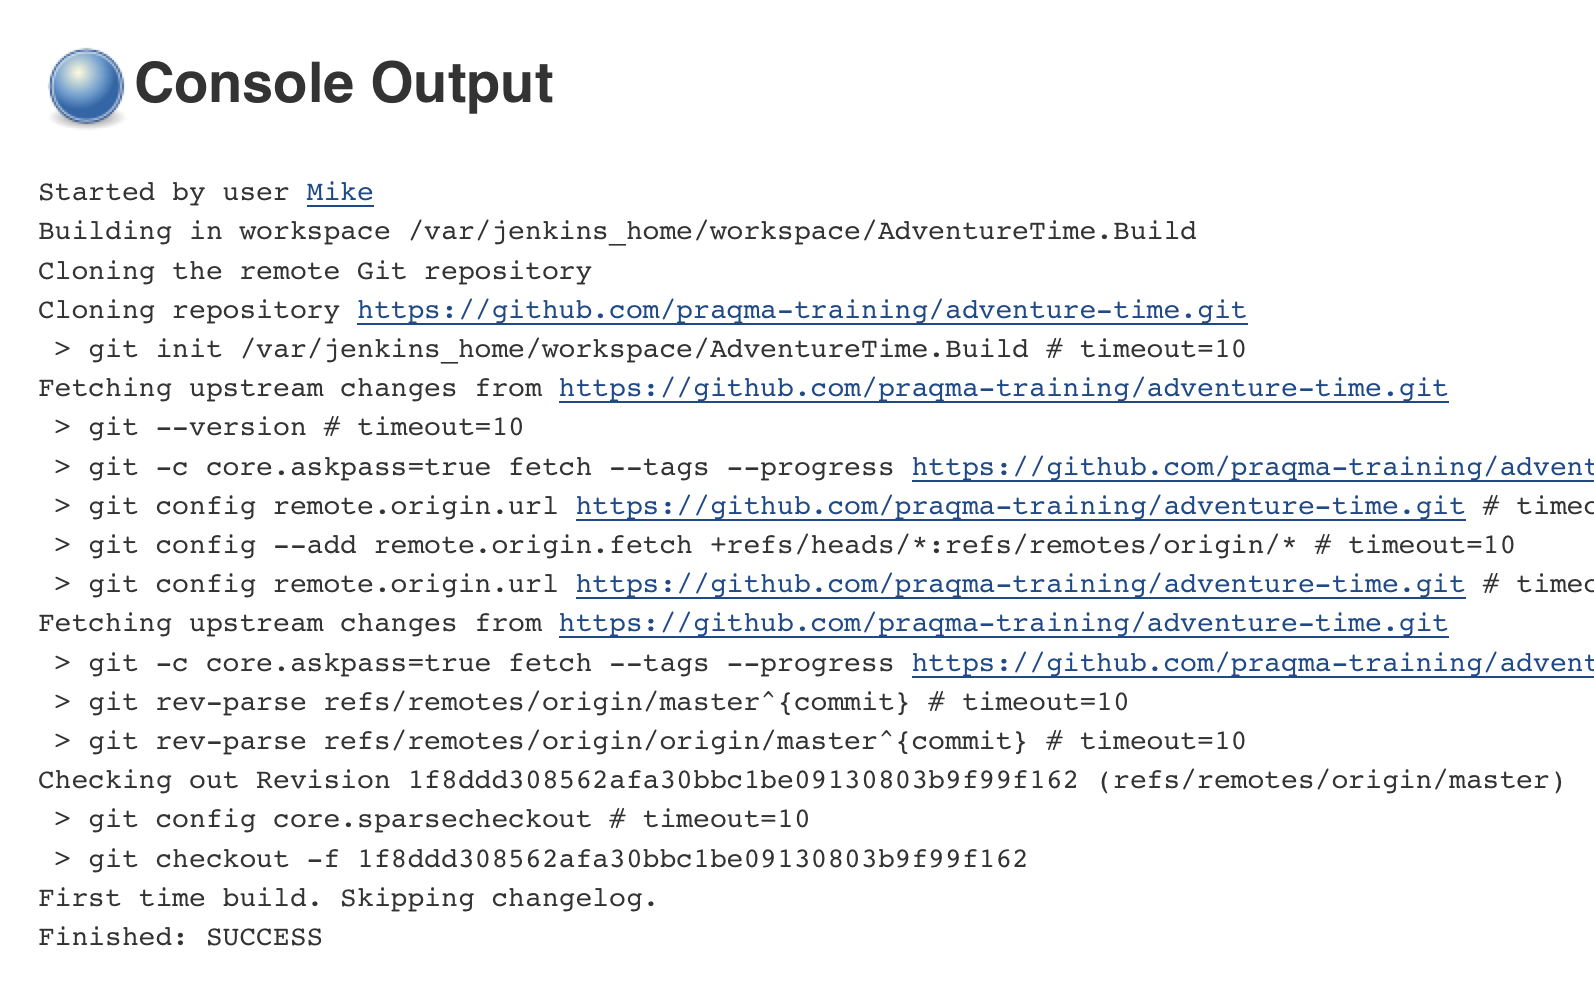 Console Output
Started by user Mike
Building in workspace /var/jenkins_home/workspace/AdventureTime.Build
Cloning the remote Git repository
Cloning repository https://github.com/praqma-training/adventure-time.git
 > git init /var/jenkins_home/workspace/AdventureTime.Build # timeout=10
Fetching upstream changes from https://github.com/praqma-training/adventure-time.git
 > git --version # timeout=10
 > git -c core.askpass=true fetch --tags --progress https://github.com/praqma-training/advent
 > git config remote.origin.url https://github.com/praqma-training/adventure-time.git # timeo
 > git config --add remote.origin.fetch +refs/heads/*:refs/remotes/origin/* # timeout=10
 > git config remote.origin.url https://github.com/praqma-training/adventure-time.git # timeo
Fetching upstream changes from https://github.com/praqma-training/adventure-time.git
 > git -c core.askpass=true fetch --tags --progress https://github.com/praqma-training/advent
 > git rev-parse refs/remotes/origin/master^{commit} # timeout=10
 > git rev-parse refs/remotes/origin/origin/master^{commit} # timeout=10
Checking out Revision 1f8ddd308562afa30bbc1be09130803b9f99f162 (refs/remotes/origin/master)
 > git config core.sparsecheckout # timeout=10
 > git checkout -f 1f8ddd308562afa30bbc1be09130803b9f99f162
First time build. Skipping changelog.
Finished: SUCCESS